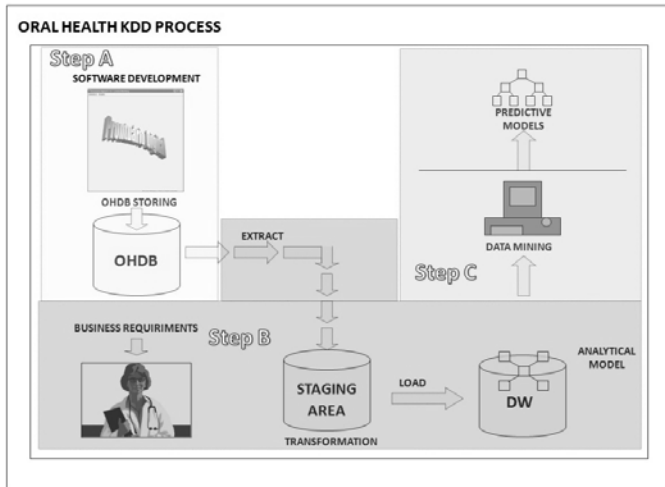 ORAL HEALTH KDD PROCESS
Step A
SOFTWARE DEVELOPMENT
OHDB STORING
OHDB
EXTRACT
BUSINESS REQUIRIMENTS
Step B
STAGING
AREA
TRANSFORMATION
LOAD
DW
ANALYTICAL
MODEL
Step C
DATA MINING
PREDICTIVE
MODELS